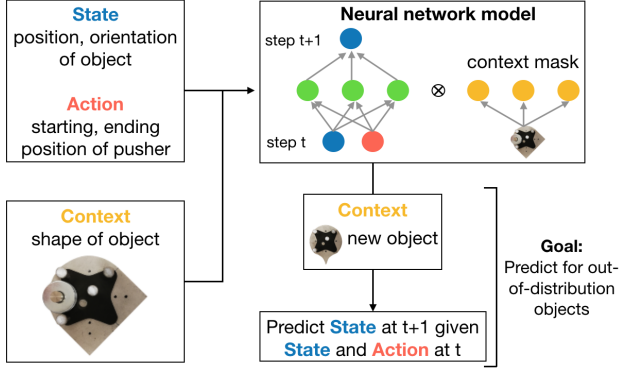 State
position, orientation
of object
Action
starting, ending
position of pusher
Context
shape of object
Neural network model
step t+1
context mask
⊗
step t
Context
new object
Predict State at t+1 given
State and Action at t
Goal:
Predict for out-
of-distribution
objects